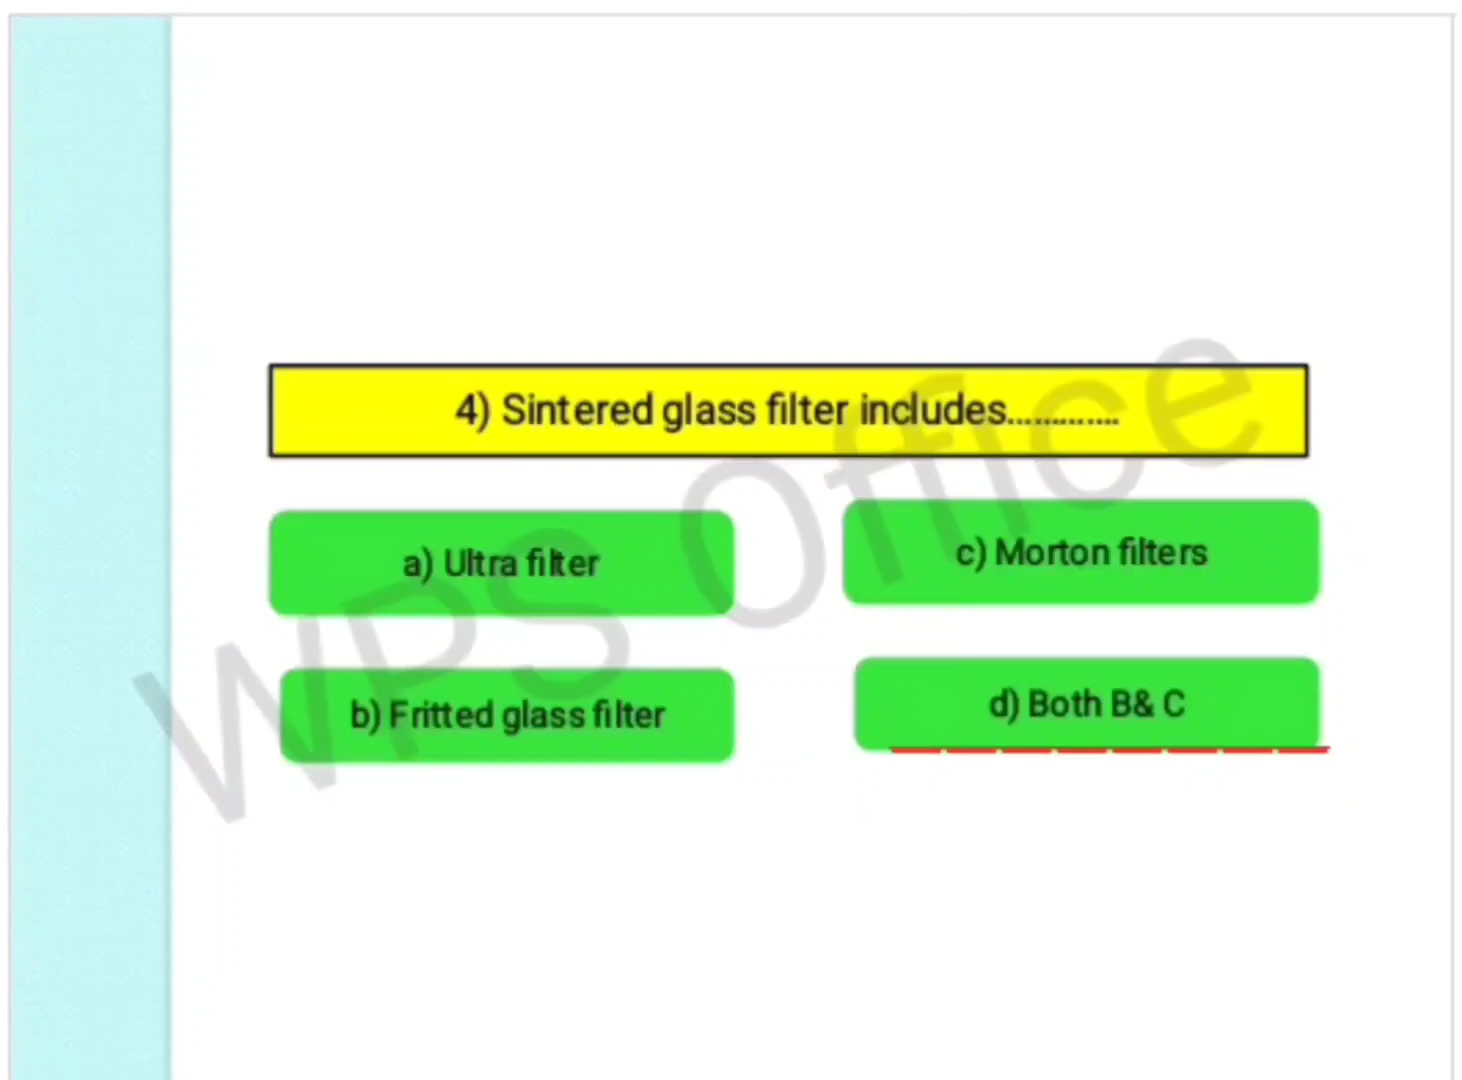 4) Sintered glass filter includes.............
a) Ultra filter
c) Morton filters
b) Fritted glass filter
d) Both B& C
WPS Office